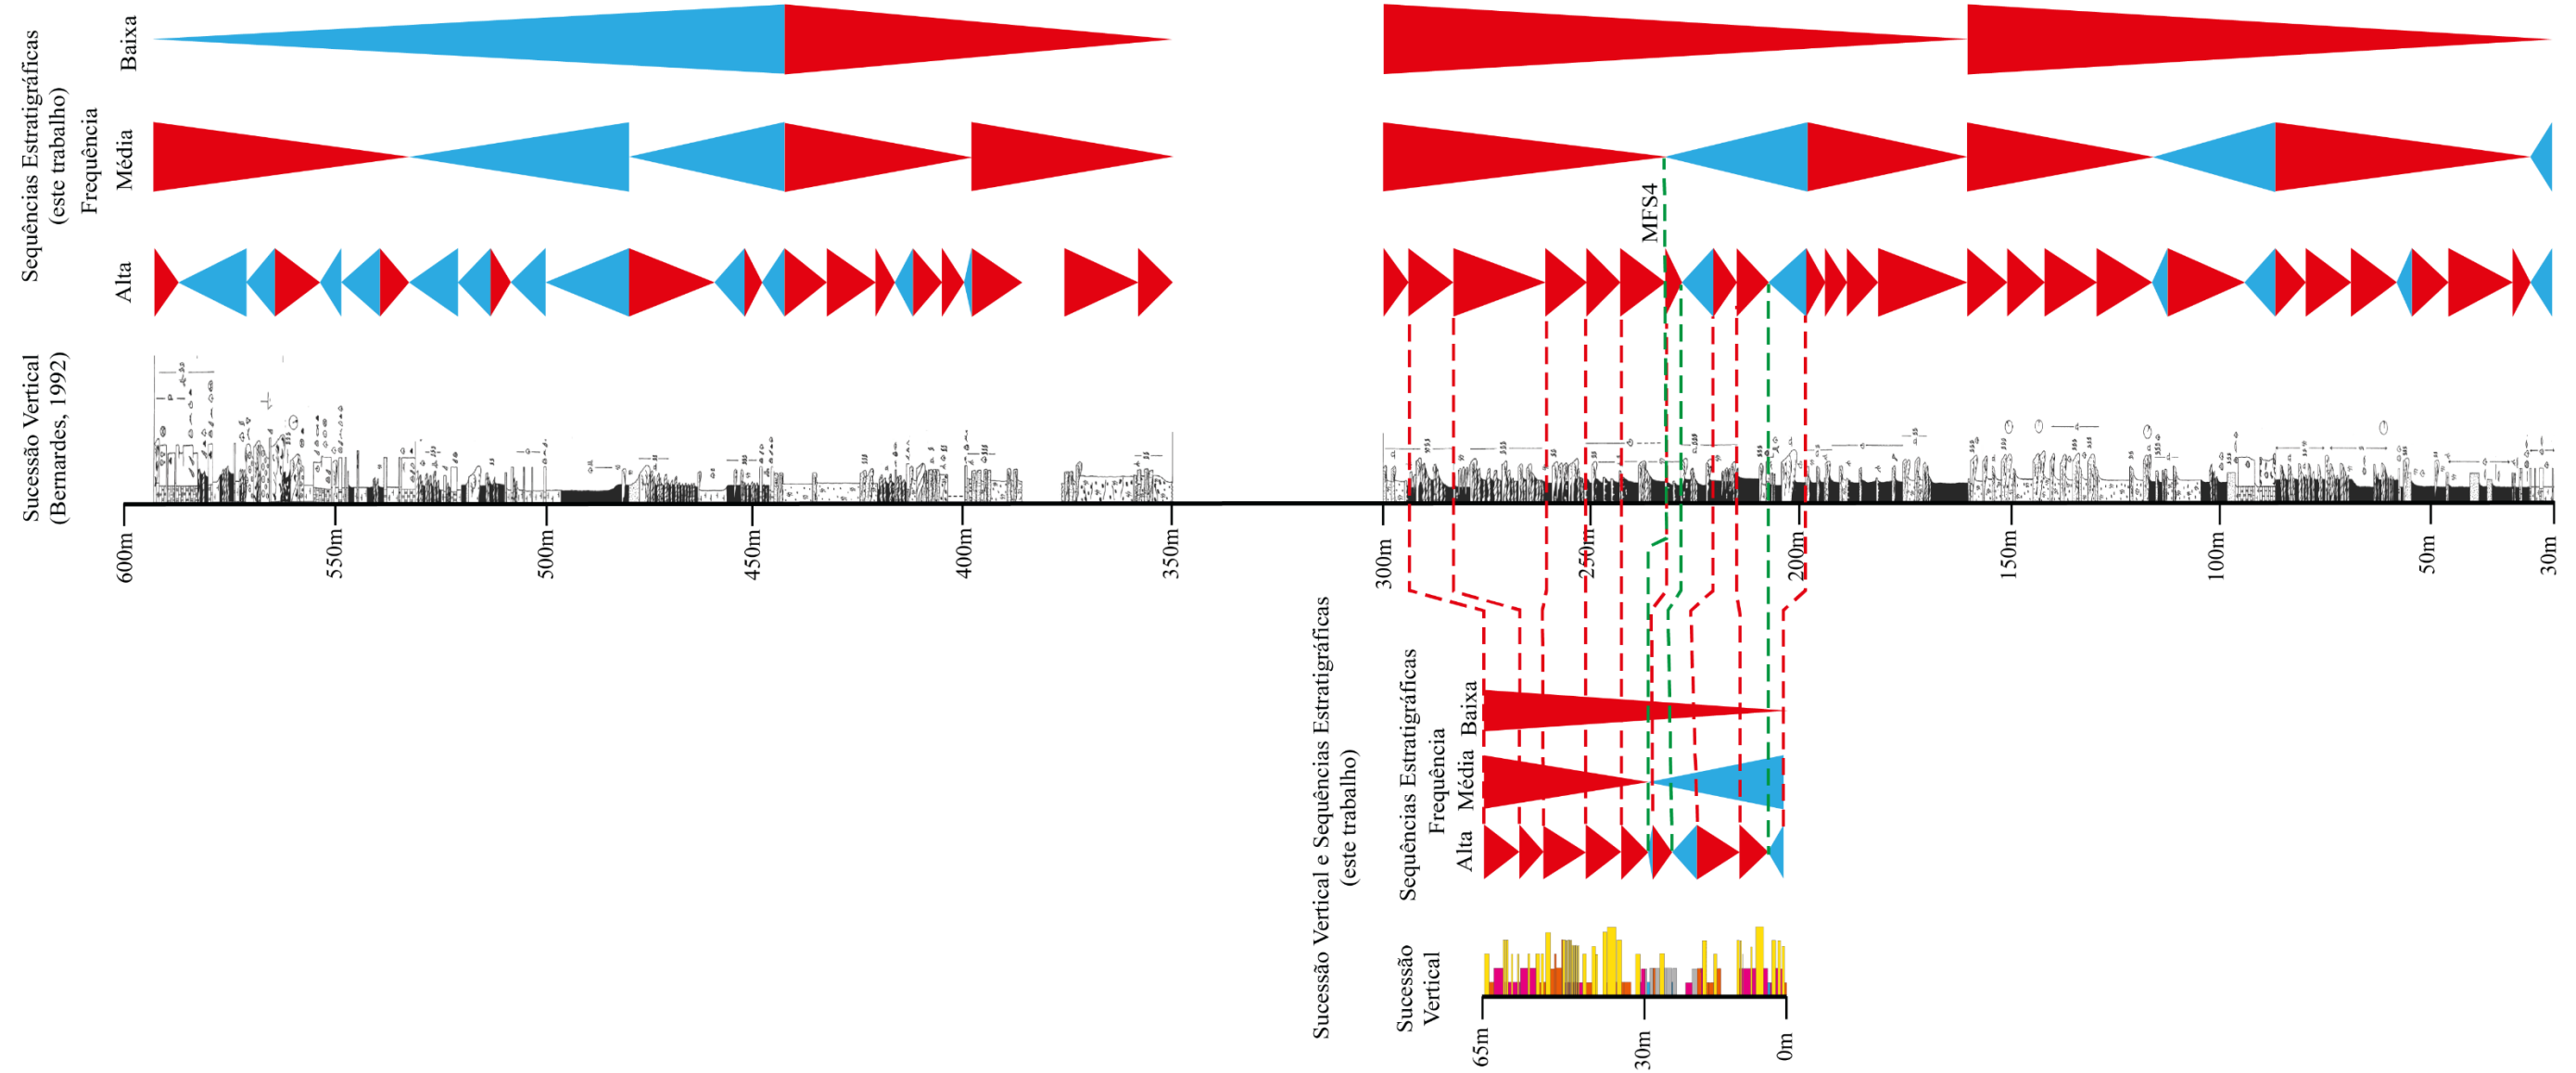 Sequências Estratigráficas
(este trabalho)
Frequência
Baixa
Média
Alta
MFS4
Sucessão Vertical
(Bernardes, 1992)
600m
550m
500m
450m
400m
350m
300m
250m
200m
150m
100m
50m
30m
Sucessão Vertical e Sequências Estratigráficas
(este trabalho)
Sequências Estratigráficas
Frequência
Baixa
Média
Alta
Sucessão
Vertical
65m
30m
0m